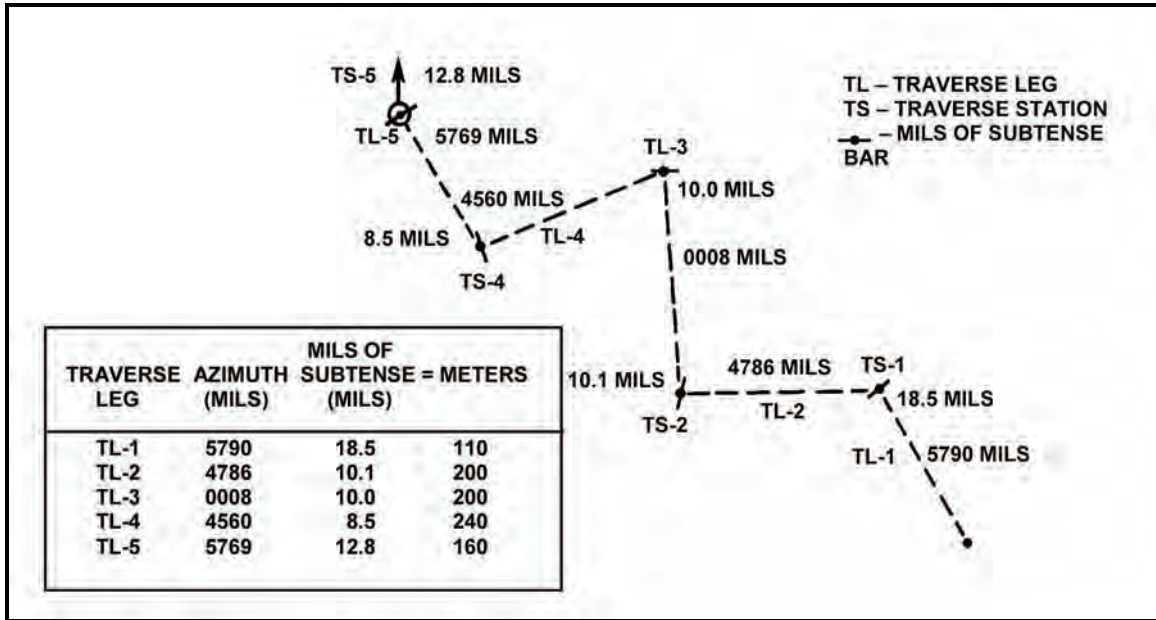 TS-5 12.8 MILS
TL-5 5769 MILS
TL – TRAVERSE LEG
TS – TRAVERSE STATION
– MILS OF SUBTENSE
BAR
TL-3
10.0 MILS
4560 MILS
TL-4
8.5 MILS
TS-4
0008 MILS
10.1 MILS
TS-2
4786 MILS
TL-2
TS-1
18.5 MILS
TL-1 5790 MILS
MILS OF
TRAVERSE AZIMUTH SUBTENSE = METERS
LEG (MILS) (MILS)
TL-1 5790 18.5 110
TL-2 4786 10.1 200
TL-3 0008 10.0 200
TL-4 4560 8.5 240
TL-5 5769 12.8 160